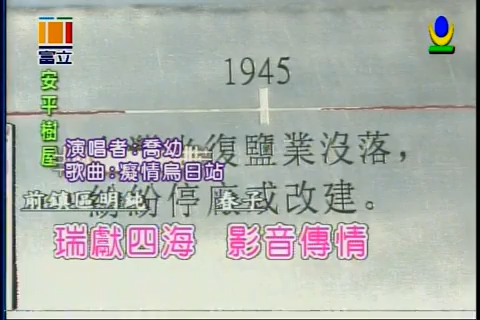 富立
安平樹屋
1945
演唱者:喬幼
歌曲:癡情烏日站
復鹽業沒落，
前鎮區明純
紛紛停廠或改建。
瑞獻四海 影音傳情